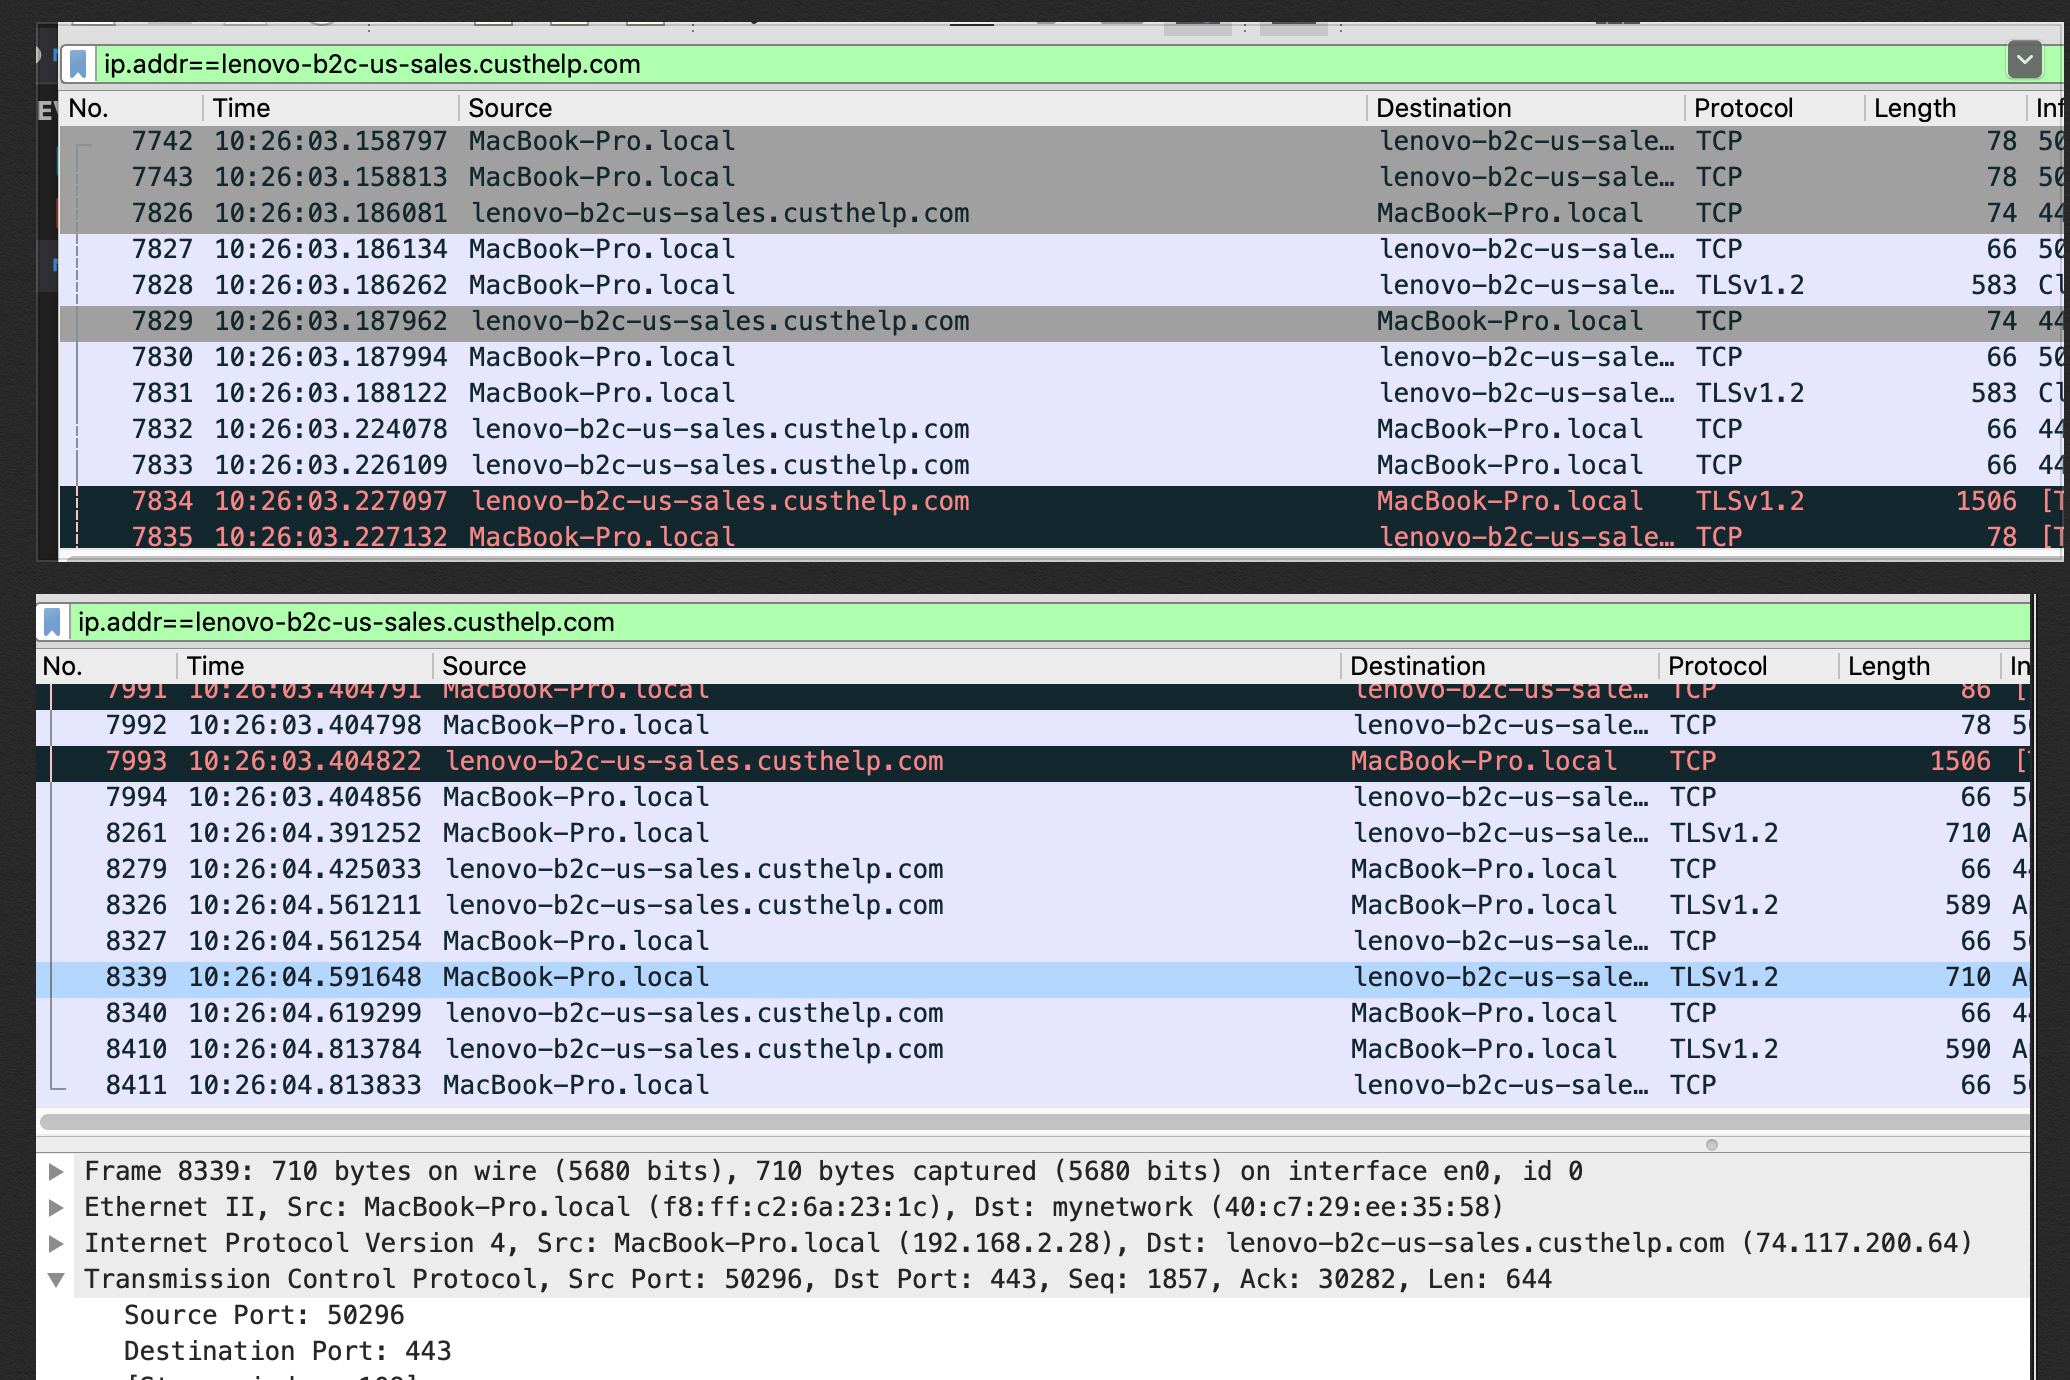 ip.addr==lenovo-b2c-us-sales.custhelp.com
No. Time Source Destination Protocol Length Inf
7742 10:26:03.158797 MacBook-Pro.local lenovo-b2c-us-sale… TCP 78 50
7743 10:26:03.158813 MacBook-Pro.local lenovo-b2c-us-sale… TCP 78 50
7826 10:26:03.186081 lenovo-b2c-us-sales.custhelp.com MacBook-Pro.local TCP 74 44
7827 10:26:03.186134 MacBook-Pro.local lenovo-b2c-us-sale… TCP 66 50
7828 10:26:03.186262 MacBook-Pro.local lenovo-b2c-us-sale… TLSv1.2 583 Cl
7829 10:26:03.187962 lenovo-b2c-us-sales.custhelp.com MacBook-Pro.local TCP 74 44
7830 10:26:03.187994 MacBook-Pro.local lenovo-b2c-us-sale… TCP 66 50
7831 10:26:03.188122 MacBook-Pro.local lenovo-b2c-us-sale… TLSv1.2 583 Cl
7832 10:26:03.224078 lenovo-b2c-us-sales.custhelp.com MacBook-Pro.local TCP 66 44
7833 10:26:03.226109 lenovo-b2c-us-sales.custhelp.com MacBook-Pro.local TCP 66 44
7834 10:26:03.227097 lenovo-b2c-us-sales.custhelp.com MacBook-Pro.local TLSv1.2 1506 [T
7835 10:26:03.227132 MacBook-Pro.local lenovo-b2c-us-sale… TCP 78 [T
ip.addr==lenovo-b2c-us-sales.custhelp.com
No. Time Source Destination Protocol Length In
7991 10:26:03.404791 MacBook-Pro.local lenovo-b2c-us-sale… TCP 86 [
7992 10:26:03.404798 MacBook-Pro.local lenovo-b2c-us-sale… TCP 78 5
7993 10:26:03.404822 lenovo-b2c-us-sales.custhelp.com MacBook-Pro.local TCP 1506 [
7994 10:26:03.404856 MacBook-Pro.local lenovo-b2c-us-sale… TCP 66 5
8261 10:26:04.391252 MacBook-Pro.local lenovo-b2c-us-sale… TLSv1.2 710 A
8279 10:26:04.425033 lenovo-b2c-us-sales.custhelp.com MacBook-Pro.local TCP 66 4
8326 10:26:04.561211 lenovo-b2c-us-sales.custhelp.com MacBook-Pro.local TLSv1.2 589 A
8327 10:26:04.561254 MacBook-Pro.local lenovo-b2c-us-sale… TCP 66 5
8339 10:26:04.591648 MacBook-Pro.local lenovo-b2c-us-sale… TLSv1.2 710 A
8340 10:26:04.619299 lenovo-b2c-us-sales.custhelp.com MacBook-Pro.local TCP 66 4
8410 10:26:04.813784 lenovo-b2c-us-sales.custhelp.com MacBook-Pro.local TLSv1.2 590 A
8411 10:26:04.813833 MacBook-Pro.local lenovo-b2c-us-sale… TCP 66 5
Frame 8339: 710 bytes on wire (5680 bits), 710 bytes captured (5680 bits) on interface en0, id 0
Ethernet II, Src: MacBook-Pro.local (f8:ff:c2:6a:23:1c), Dst: mynetwork (40:c7:29:ee:35:58)
Internet Protocol Version 4, Src: MacBook-Pro.local (192.168.2.28), Dst: lenovo-b2c-us-sales.custhelp.com (74.117.200.64)
Transmission Control Protocol, Src Port: 50296, Dst Port: 443, Seq: 1857, Ack: 30282, Len: 644
Source Port: 50296
Destination Port: 443